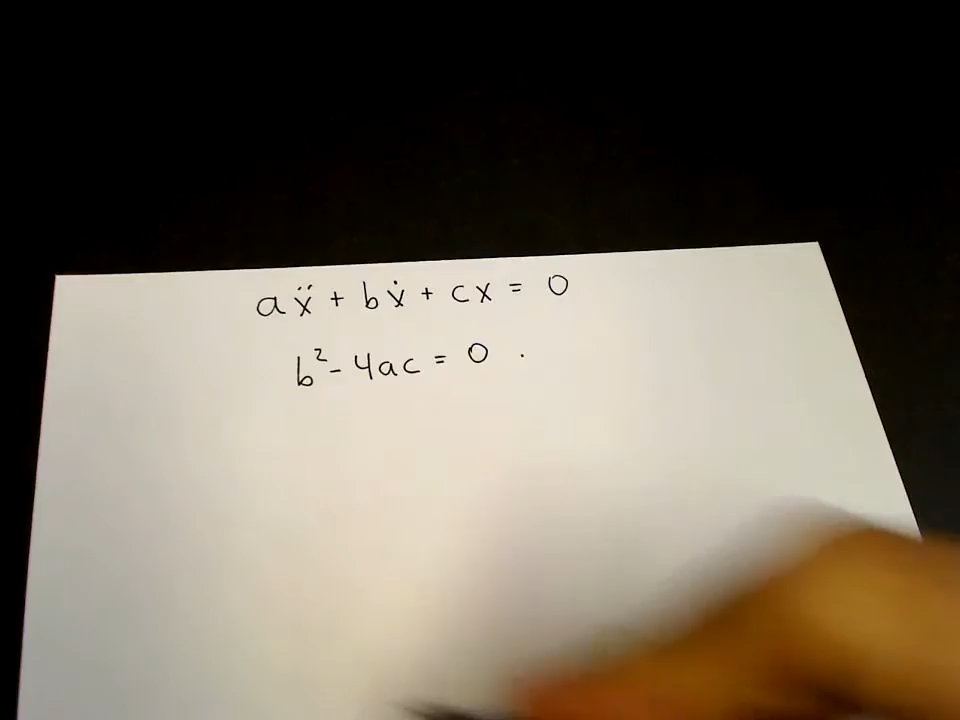 aẍ + bẋ + cx = 0
b² - 4ac = 0 .